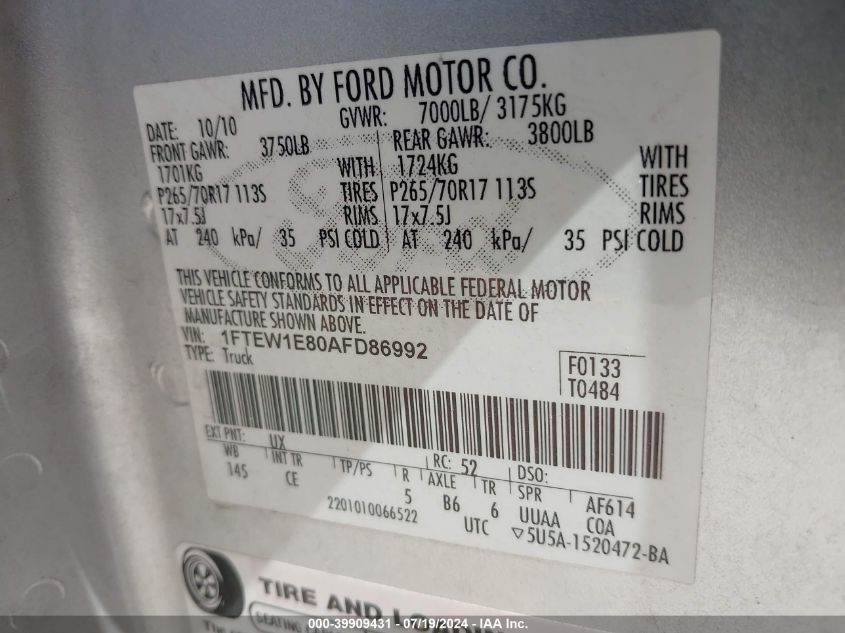 MFD. BY FORD MOTOR CO.
DATE: 10/10 GVWR: 7000LB/ 3175KG
FRONT GAWR: 3750LB REAR GAWR: 3800LB
1701KG WITH 1724KG WITH
P265/70R17 113S TIRES P265/70R17 113S TIRES
17x7.5J RIMS 17x7.5J RIMS
AT 240 kPa/ 35 PSI COLD AT 240 kPa/ 35 PSI COLD
THIS VEHICLE CONFORMS TO ALL APPLICABLE FEDERAL MOTOR
VEHICLE SAFETY STANDARDS IN EFFECT ON THE DATE OF
MANUFACTURE SHOWN ABOVE.
VIN: 1FTEW1E80AFD86992
TYPE: Truck
F0133
T0484
EXT PNT: UX RC: 52 DSO:
WB INT TR TP/PS R AXLE TR SPR
145 CE 5 B6 6 UUAA AF614
2201010066522 UTC COA
▽5U5A-1520472-BA
TIRE AND
000-39909431 - 07/19/2024 - IAA Inc.